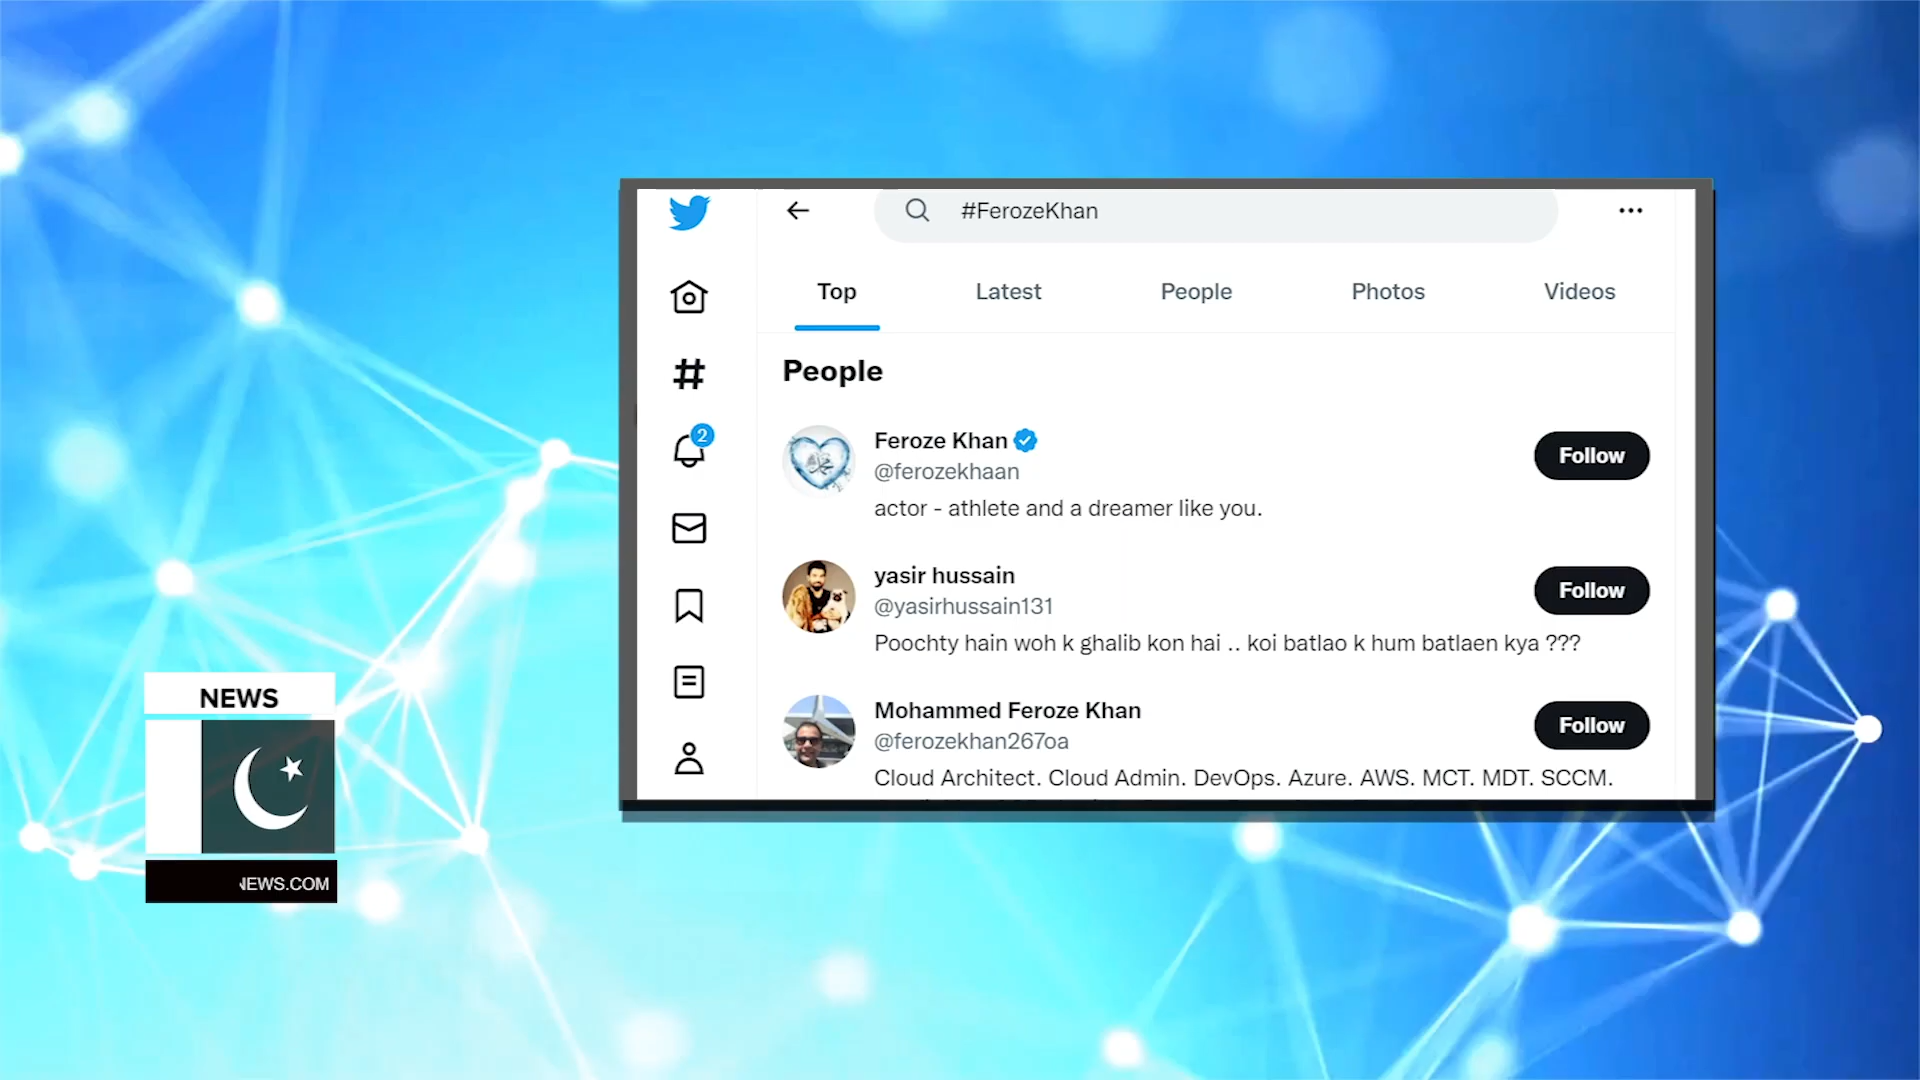 #FerozeKhan
Top Latest People Photos Videos
People
2
Feroze Khan
@ferozekhaan
Follow
actor - athlete and a dreamer like you.
yasir hussain
@yasirhussain131
Follow
Poochty hain woh k ghalib kon hai .. koi batlao k hum batlaen kya ???
Mohammed Feroze Khan
@ferozekhan267oa
Follow
Cloud Architect. Cloud Admin. DevOps. Azure. AWS. MCT. MDT. SCCM.
NEWS
NEWS.COM